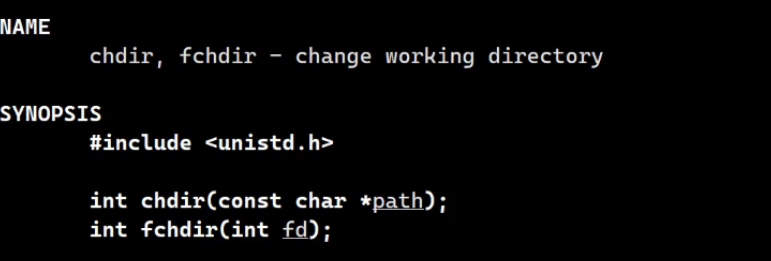 NAME
chdir, fchdir - change working directory
SYNOPSIS
#include <unistd.h>
int chdir(const char *path);
int fchdir(int fd);